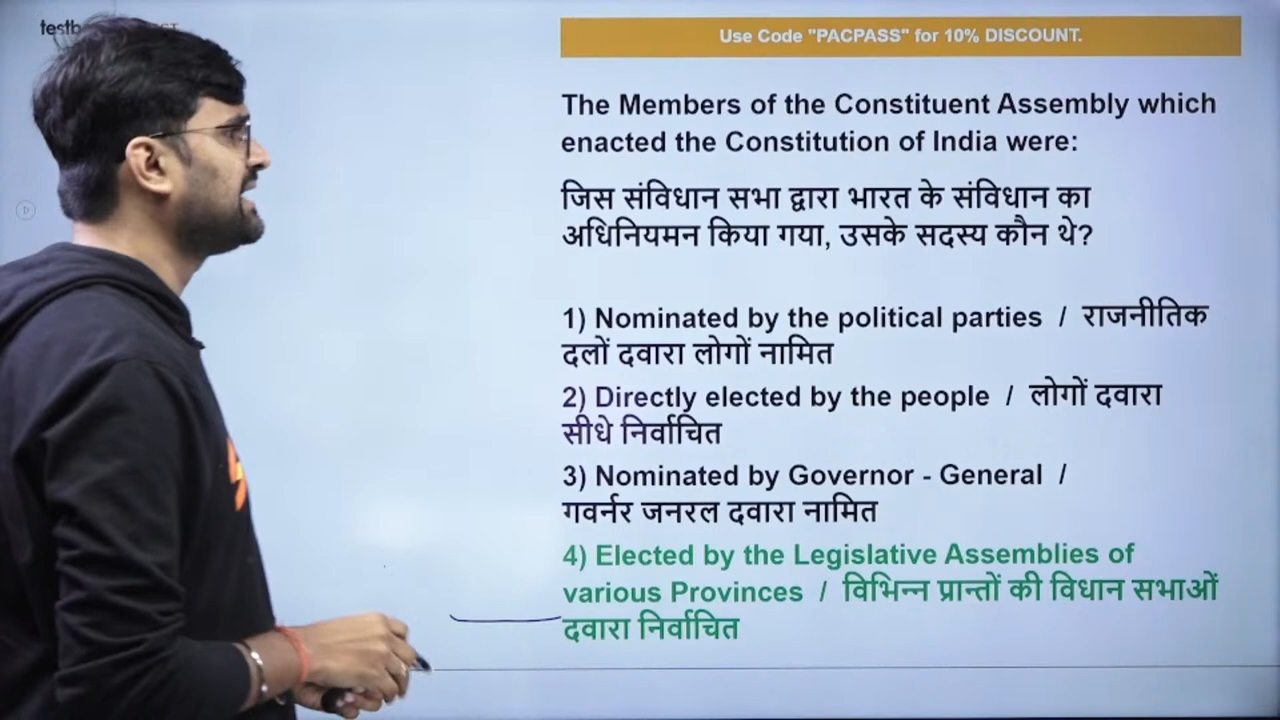 testb
Use Code "PACPASS" for 10% DISCOUNT.
The Members of the Constituent Assembly which
enacted the Constitution of India were:
जिस संविधान सभा द्वारा भारत के संविधान का
अधिनियमन किया गया, उसके सदस्य कौन थे?
1) Nominated by the political parties / राजनीतिक
दलों दवारा लोगों नामित
2) Directly elected by the people / लोगों दवारा
सीधे निर्वाचित
3) Nominated by Governor - General /
गवर्नर जनरल दवारा नामित
4) Elected by the Legislative Assemblies of
various Provinces / विभिन्न प्रान्तों की विधान सभाओं
दवारा निर्वाचित